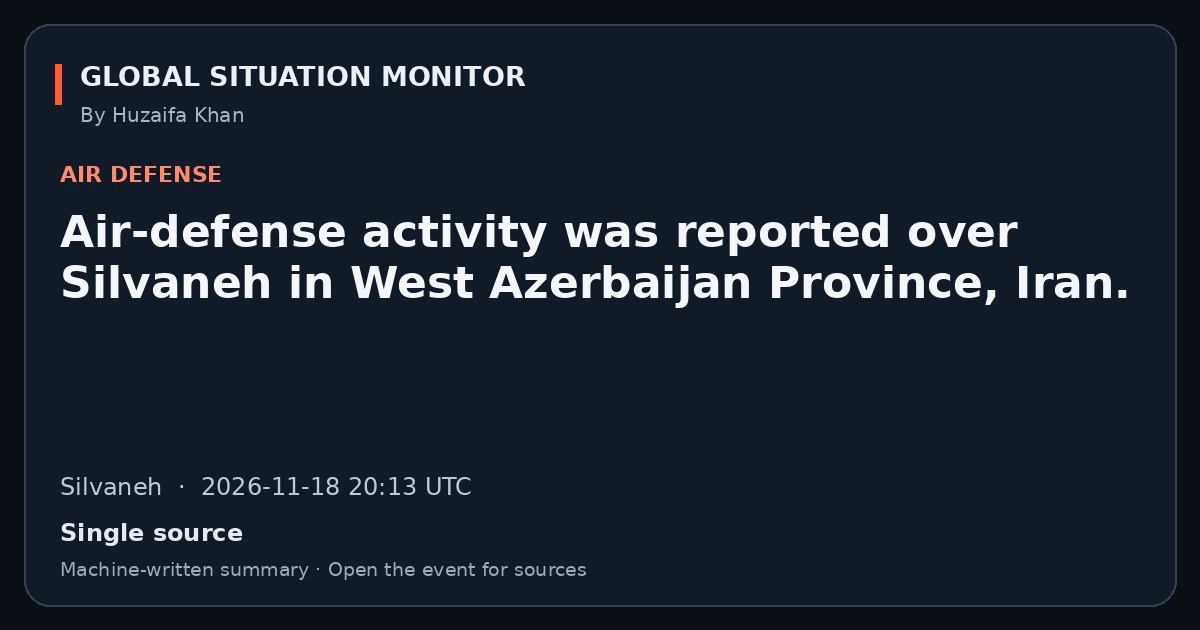 GLOBAL SITUATION MONITOR
By Huzaifa Khan
AIR DEFENSE
Air-defense activity was reported over
Silvaneh in West Azerbaijan Province, Iran.
Silvaneh · 2026-11-18 20:13 UTC
Single source
Machine-written summary · Open the event for sources